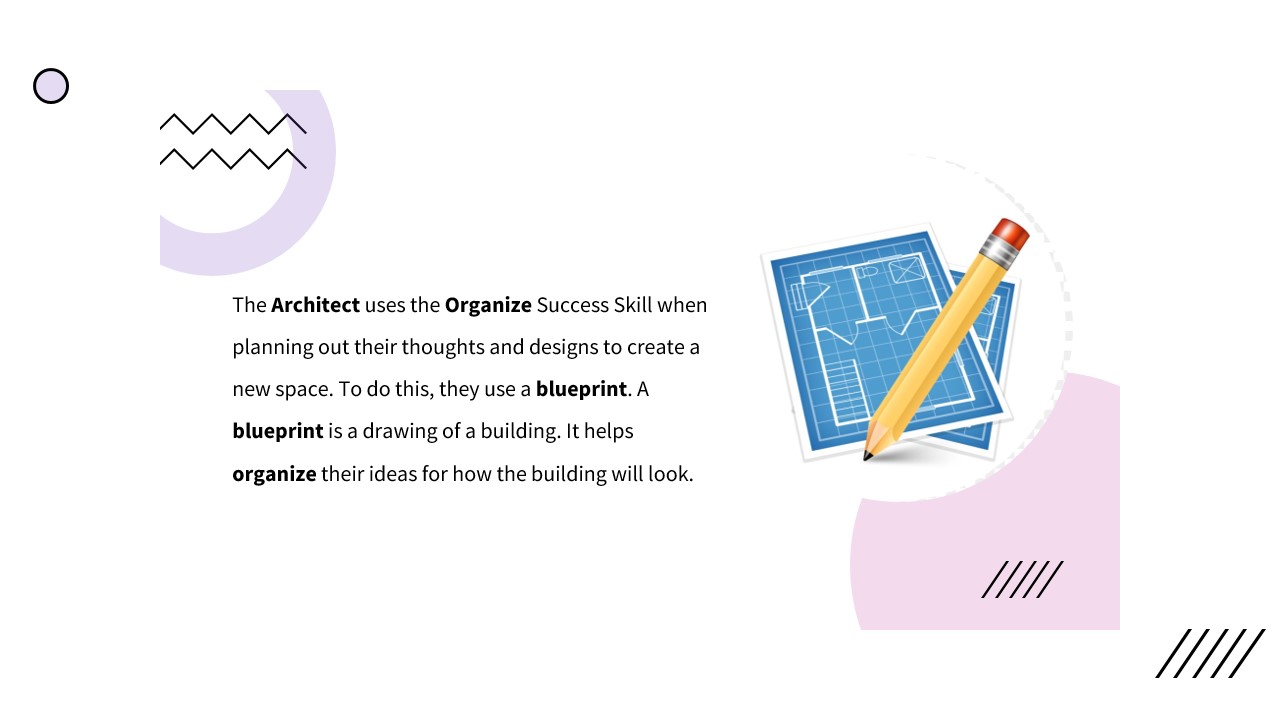 The Architect uses the Organize Success Skill when
planning out their thoughts and designs to create a
new space. To do this, they use a blueprint. A
blueprint is a drawing of a building. It helps
organize their ideas for how the building will look.